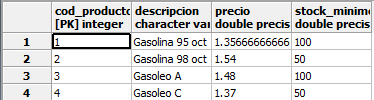 cod_producto descripcion precio stock_minimo
[PK] integer character var double precis double precis
1 1 Gasolina 95 oct 1.35666666666 100
2 2 Gasolina 98 oct 1.54 50
3 3 Gasoleo A 1.48 100
4 4 Gasoleo C 1.37 50